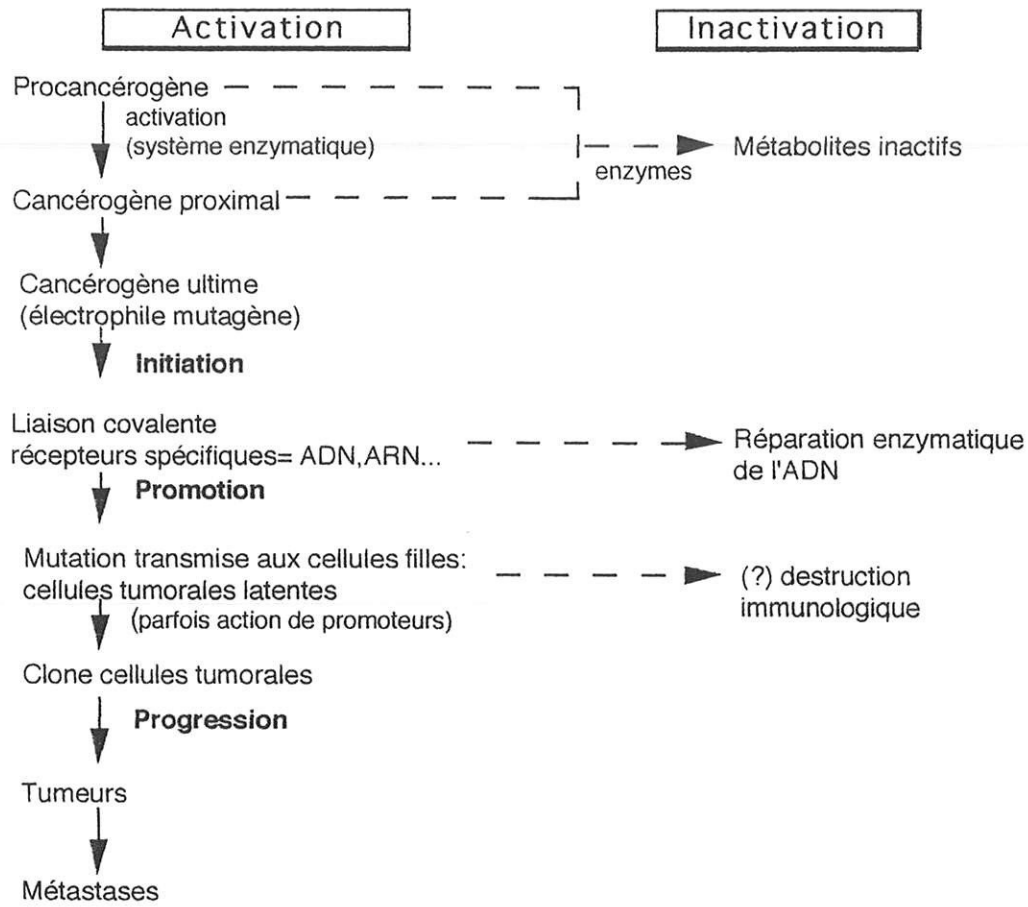 Activation
Inactivation
Procancérogène
activation
(système enzymatique)
Métabolites inactifs
enzymes
Cancérogène proximal
Cancérogène ultime
(électrophile mutagène)
Initiation
Liaison covalente
récepteurs spécifiques= ADN,ARN...
Réparation enzymatique
de l'ADN
Promotion
Mutation transmise aux cellules filles:
cellules tumorales latentes
(?) destruction
immunologique
(parfois action de promoteurs)
Clone cellules tumorales
Progression
Tumeurs
Métastases